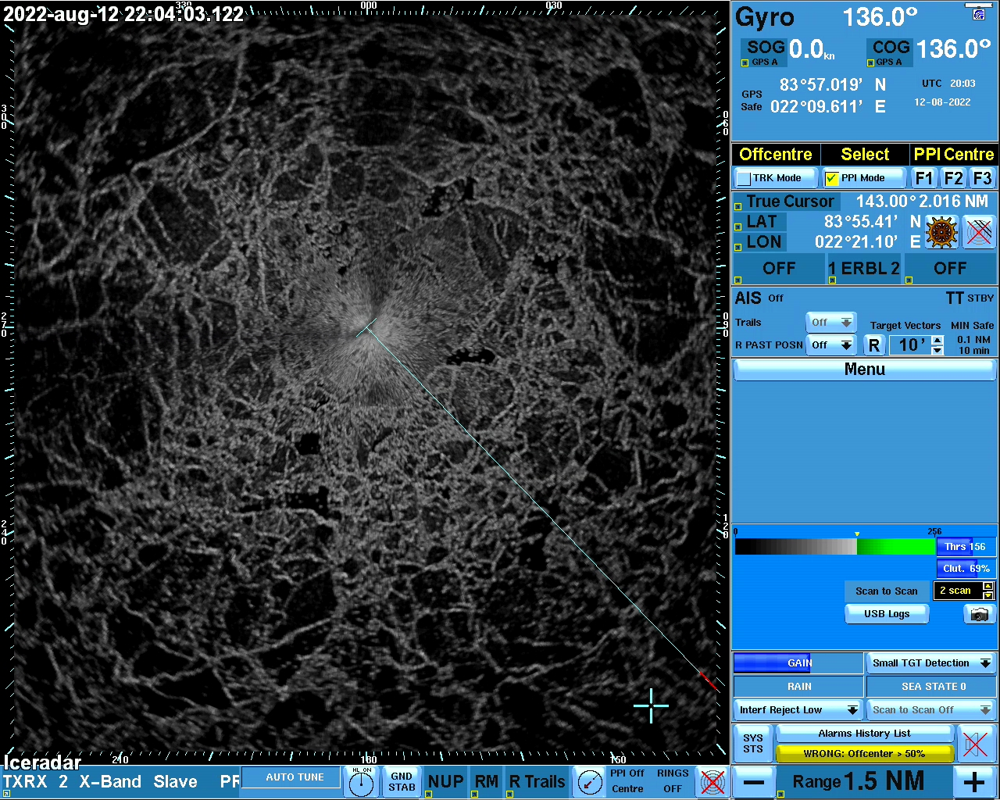 2022-aug-12 22:04:03.122
330
000
030
300
060
270
090
240
120
210
180
150
Iceradar
TXRX 2 X-Band Slave PR
AUTO TUNE
HL ON
GND STAB
NUP
RM
R Trails
PPI Off Centre
RINGS OFF
Gyro 136.0°
SOG 0.0 kn
GPS A
COG 136.0°
GPS A
GPS Safe
83°57.019' N
022°09.611' E
UTC 20:03
12-08-2022
Offcentre Select PPI Centre
TRK Mode PPI Mode F1 F2 F3
True Cursor 143.00° 2.016 NM
LAT 83°55.41' N
LON 022°21.10' E
OFF 1 ERBL 2 OFF
AIS Off TT STBY
Trails Off Target Vectors MIN Safe
R PAST POSN Off R 10' 0.1 NM
10 min
Menu
0 256
Thrs 156
Clut. 69%
Scan to Scan 2 scan
USB Logs
GAIN Small TGT Detection
RAIN SEA STATE 0
Interf Reject Low Scan to Scan Off
SYS STS
Alarms History List
WRONG: Offcenter > 50%
− Range 1.5 NM +